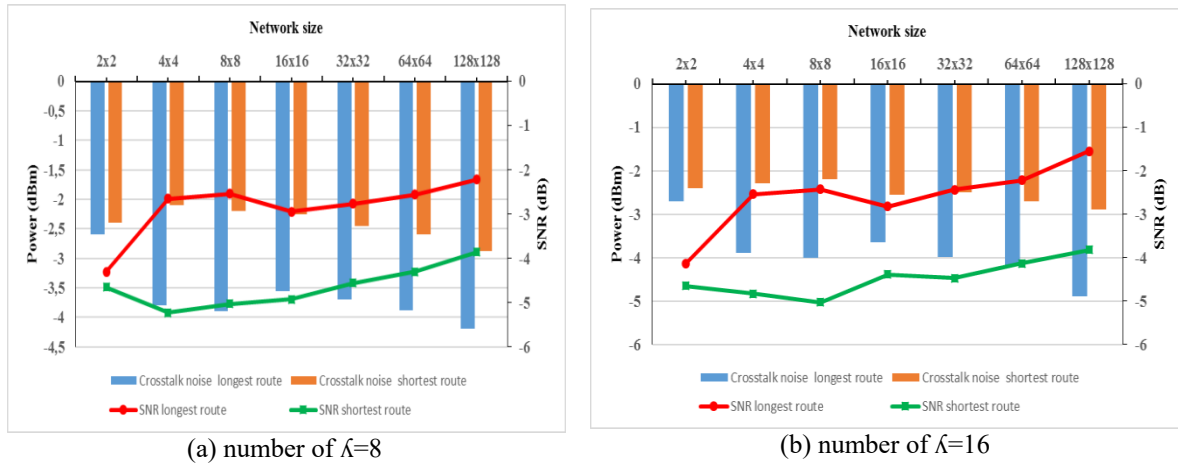 Network size
2x2 4x4 8x8 16x16 32x32 64x64 128x128
0
-0,5
-1
-1,5
-2
-2,5
-3
-3,5
-4
-4,5
Power (dBm)
0
-1
-2
-3
-4
-5
-6
SNR (dB)
Crosstalk noise longest route
Crosstalk noise shortest route
SNR longest route
SNR shortest route
(a) number of ʎ=8
Network size
2x2 4x4 8x8 16x16 32x32 64x64 128x128
0
-1
-2
-3
-4
-5
-6
Power (dBm)
0
-1
-2
-3
-4
-5
-6
SNR (dB)
Crosstalk noise longest route
Crosstalk noise shortest route
SNR longest route
SNR shortest route
(b) number of ʎ=16